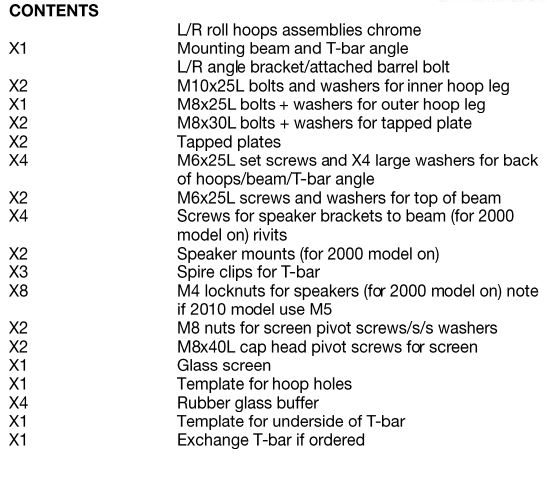 CONTENTS
L/R roll hoops assemblies chrome
X1 Mounting beam and T-bar angle
L/R angle bracket/attached barrel bolt
X2 M10x25L bolts and washers for inner hoop leg
X1 M8x25L bolts + washers for outer hoop leg
X2 M8x30L bolts + washers for tapped plate
X2 Tapped plates
X4 M6x25L set screws and X4 large washers for back
of hoops/beam/T-bar angle
X2 M6x25L screws and washers for top of beam
X4 Screws for speaker brackets to beam (for 2000
model on) rivits
X2 Speaker mounts (for 2000 model on)
X3 Spire clips for T-bar
X8 M4 locknuts for speakers (for 2000 model on) note
if 2010 model use M5
X2 M8 nuts for screen pivot screws/s/s washers
X2 M8x40L cap head pivot screws for screen
X1 Glass screen
X1 Template for hoop holes
X4 Rubber glass buffer
X1 Template for underside of T-bar
X1 Exchange T-bar if ordered